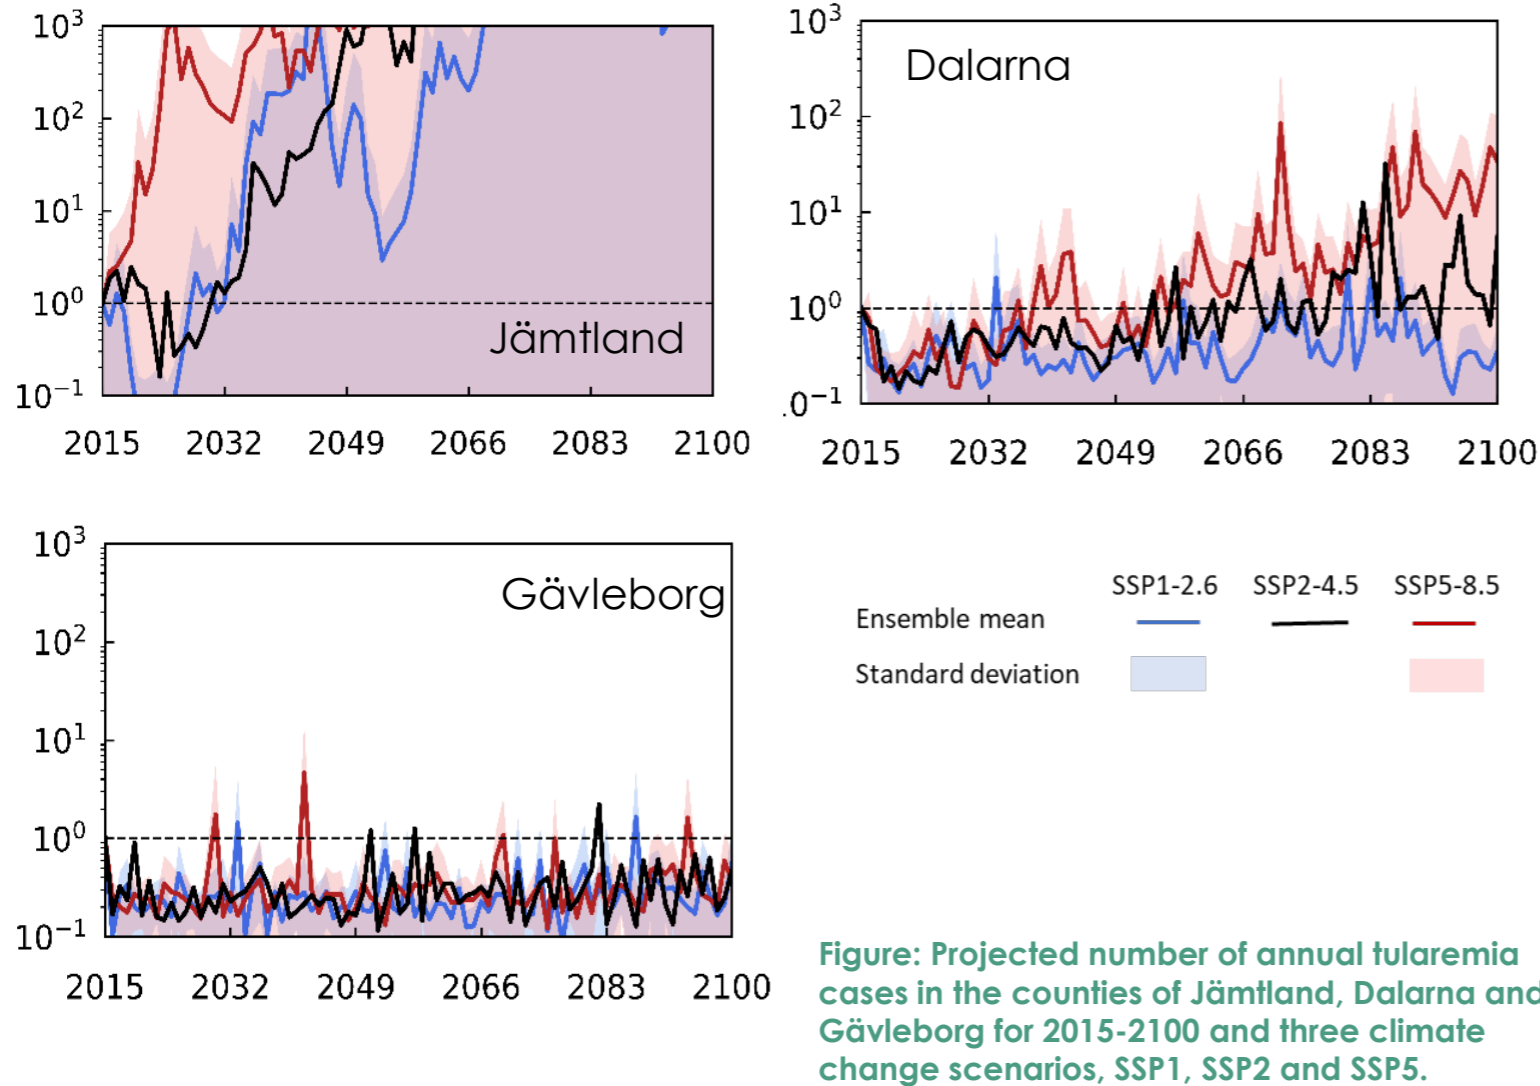 10³
10²
10¹
10⁰
10⁻¹
Jämtland
2015 2032 2049 2066 2083 2100
10³
10²
10¹
10⁰
.0⁻¹
Dalarna
2015 2032 2049 2066 2083 2100
10³
10²
10¹
10⁰
10⁻¹
Gävleborg
2015 2032 2049 2066 2083 2100
SSP1-2.6 SSP2-4.5 SSP5-8.5
Ensemble mean
Standard deviation
Figure: Projected number of annual tularemia
cases in the counties of Jämtland, Dalarna and
Gävleborg for 2015-2100 and three climate
change scenarios, SSP1, SSP2 and SSP5.